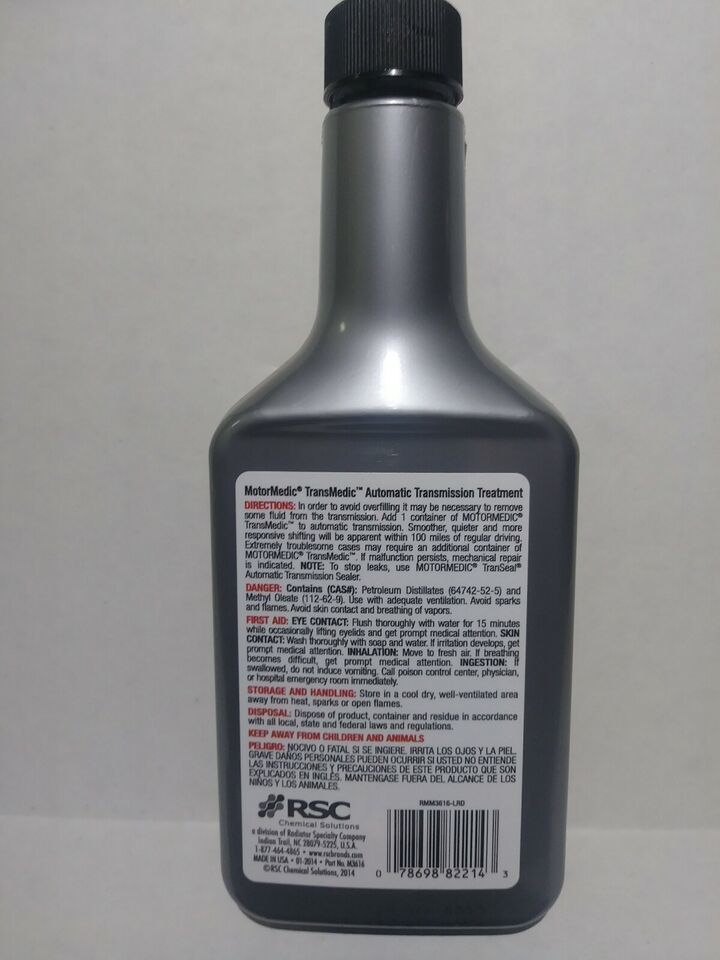 MotorMedic® TransMedic™ Automatic Transmission Treatment
DIRECTIONS: In order to avoid overfilling it may be necessary to remove
some fluid from the transmission. Add 1 container of MOTORMEDIC®
TransMedic™ to automatic transmission. Smoother, quieter and more
responsive shifting will be apparent within 100 miles of regular driving.
Extremely troublesome cases may require an additional container of
MOTORMEDIC® TransMedic™. If malfunction persists, mechanical repair
is indicated. NOTE: To stop leaks, use MOTORMEDIC® TranSeal®
Automatic Transmission Sealer.
DANGER: Contains (CAS#): Petroleum Distillates (64742-52-5) and
Methyl Oleate (112-62-9). Use with adequate ventilation. Avoid sparks
and flames. Avoid skin contact and breathing of vapors.
FIRST AID: EYE CONTACT: Flush thoroughly with water for 15 minutes
while occasionally lifting eyelids and get prompt medical attention. SKIN
CONTACT: Wash thoroughly with soap and water. If irritation develops, get
prompt medical attention. INHALATION: Move to fresh air. If breathing
becomes difficult, get prompt medical attention. INGESTION: If
swallowed, do not induce vomiting. Call poison control center, physician,
or hospital emergency room immediately.
STORAGE AND HANDLING: Store in a cool dry, well-ventilated area
away from heat, sparks or open flames.
DISPOSAL: Dispose of product, container and residue in accordance
with all local, state and federal laws and regulations.
KEEP AWAY FROM CHILDREN AND ANIMALS
PELIGRO: NOCIVO O FATAL SI SE INGIERE. IRRITA LOS OJOS Y LA PIEL.
GRAVE DAÑOS PERSONALES PUEDEN OCURRIR SI USTED NO ENTIENDE
LAS INSTRUCCIONES Y PRECAUCIONES DE ESTE PRODUCTO QUE SON
EXPLICADOS EN INGLÉS. MANTENGASE FUERA DEL ALCANCE DE LOS
NIÑOS Y LOS ANIMALES.
RSC
Chemical Solutions
a division of Radiator Specialty Company
Indian Trail, NC 28079-5225, U.S.A.
1-877-464-4865 • www.rscbrands.com
MADE IN USA • 01-2014 • Part No. M3616
©RSC Chemical Solutions, 2014
RMM3616-LRD
0 78698 82214 3